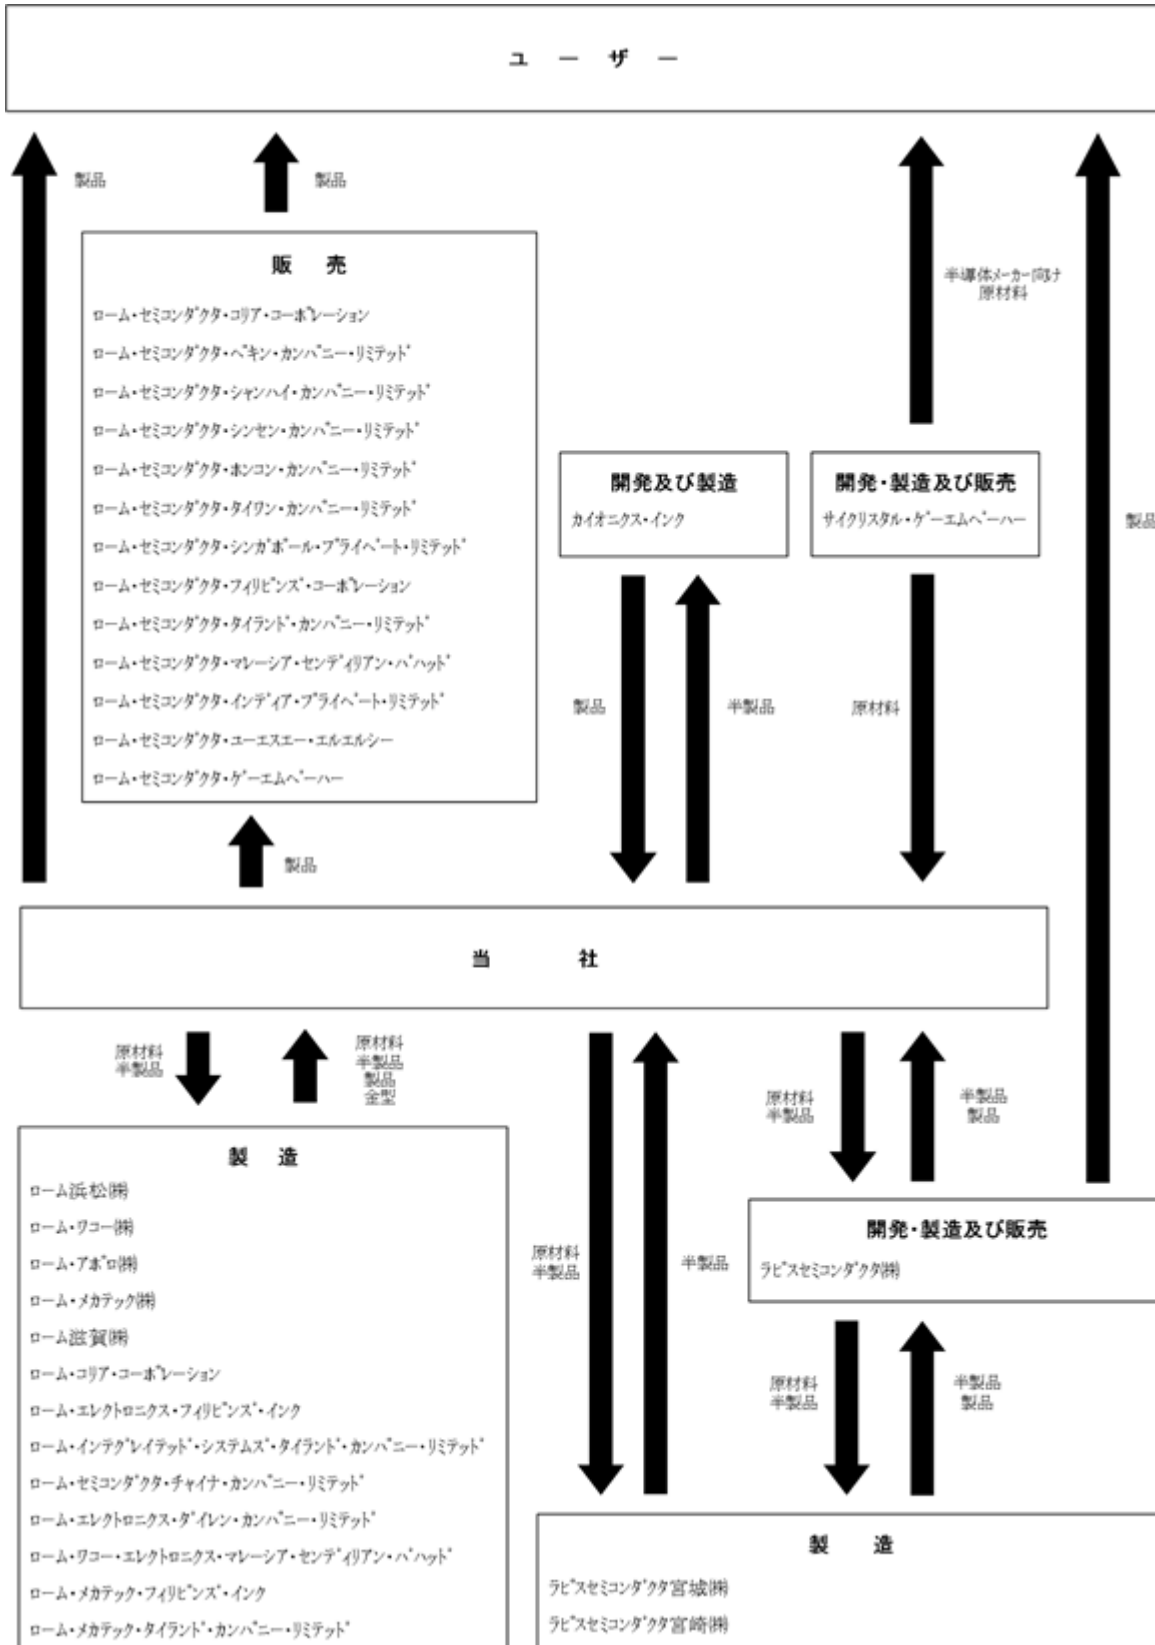 ユ ー ザ ー
製品
製品
販 売
ローム・セミコンダクタ・コリア・コーポレーション
ローム・セミコンダクタ・ペキン・カンパニー・リミテッド
ローム・セミコンダクタ・シャンハイ・カンパニー・リミテッド
ローム・セミコンダクタ・シンセン・カンパニー・リミテッド
ローム・セミコンダクタ・ホンコン・カンパニー・リミテッド
ローム・セミコンダクタ・タイワン・カンパニー・リミテッド
ローム・セミコンダクタ・シンガポール・プライベート・リミテッド
ローム・セミコンダクタ・フィリピンズ・コーポレーション
ローム・セミコンダクタ・タイランド・カンパニー・リミテッド
ローム・セミコンダクタ・マレーシア・センディリアン・バハッド
ローム・セミコンダクタ・インディア・プライベート・リミテッド
ローム・セミコンダクタ・ユーエスエー・エルエルシー
ローム・セミコンダクタ・ゲーエムベーハー
半導体メーカー向け
原材料
開発及び製造
カイオニクス・インク
開発・製造及び販売
サイクリスタル・ゲーエムベーハー
製品
製品
半製品
原材料
製品
当 社
原材料
半製品
原材料
半製品
製品
金型
原材料
半製品
半製品
製品
製 造
ローム浜松㈱
ローム・ワコー㈱
ローム・アポロ㈱
ローム・メカテック㈱
ローム滋賀㈱
ローム・コリア・コーポレーション
ローム・エレクトロニクス・フィリピンズ・インク
ローム・インテグレイテッド・システムズ・タイランド・カンパニー・リミテッド
ローム・セミコンダクタ・チャイナ・カンパニー・リミテッド
ローム・エレクトロニクス・ダイレン・カンパニー・リミテッド
ローム・ワコー・エレクトロニクス・マレーシア・センディリアン・バハッド
ローム・メカテック・フィリピンズ・インク
ローム・メカテック・タイランド・カンパニー・リミテッド
原材料
半製品
半製品
開発・製造及び販売
ラピスセミコンダクタ㈱
原材料
半製品
半製品
製品
製 造
ラピスセミコンダクタ宮城㈱
ラピスセミコンダクタ宮崎㈱